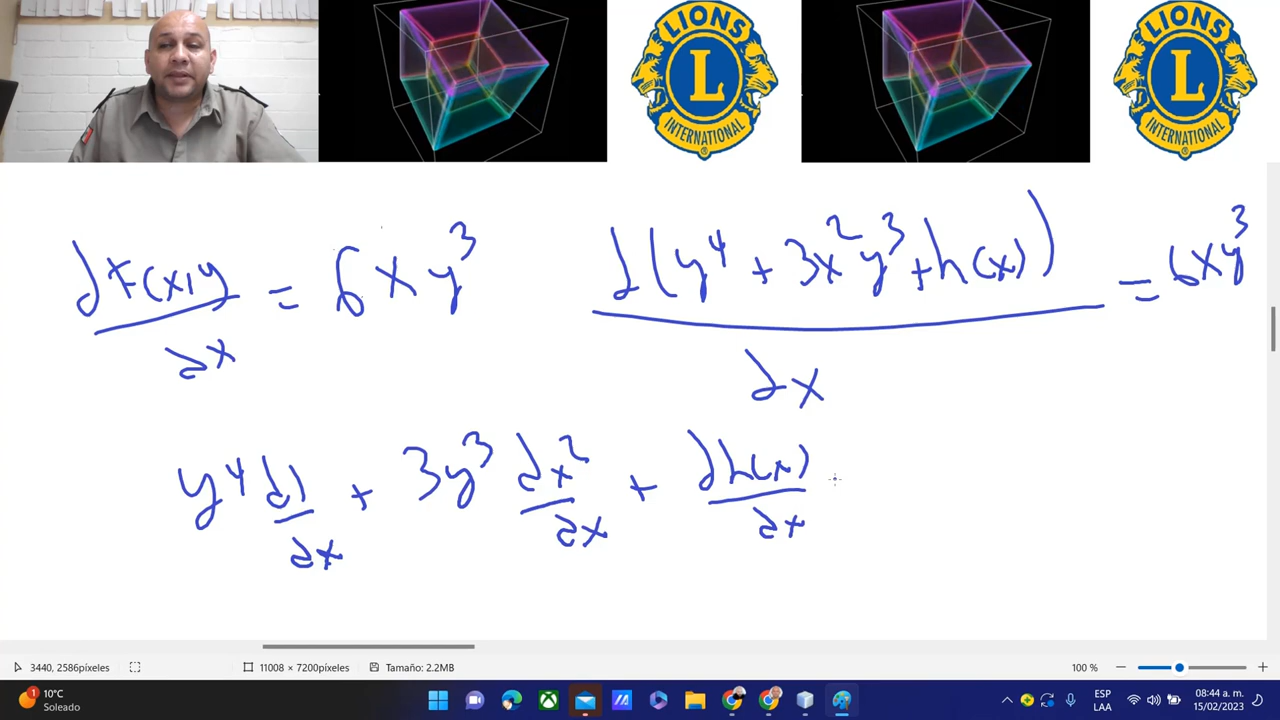 LIONS
L
INTERNATIONAL
®
LIONS
L
INTERNATIONAL
®
∂f(x,y / ∂x = 6xy³
∂(y⁴ + 3x²y³ + h(x)) / ∂x = 6xy³
y⁴ ∂1/∂x + 3y³ ∂x²/∂x + ∂h(x)/∂x
3440, 2586píxeles
11008 × 7200píxeles
Tamaño: 2.2MB
100 %
1
10°C
Soleado
ESP
LAA
08:44 a. m.
15/02/2023